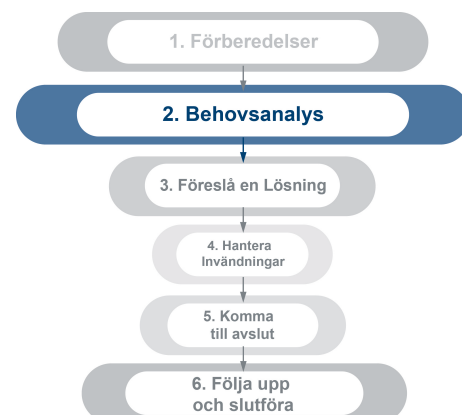 1. Förberedelser
2. Behovsanalys
3. Föreslå en Lösning
4. Hantera
Invändningar
5. Komma
till avslut
6. Följa upp
och slutföra